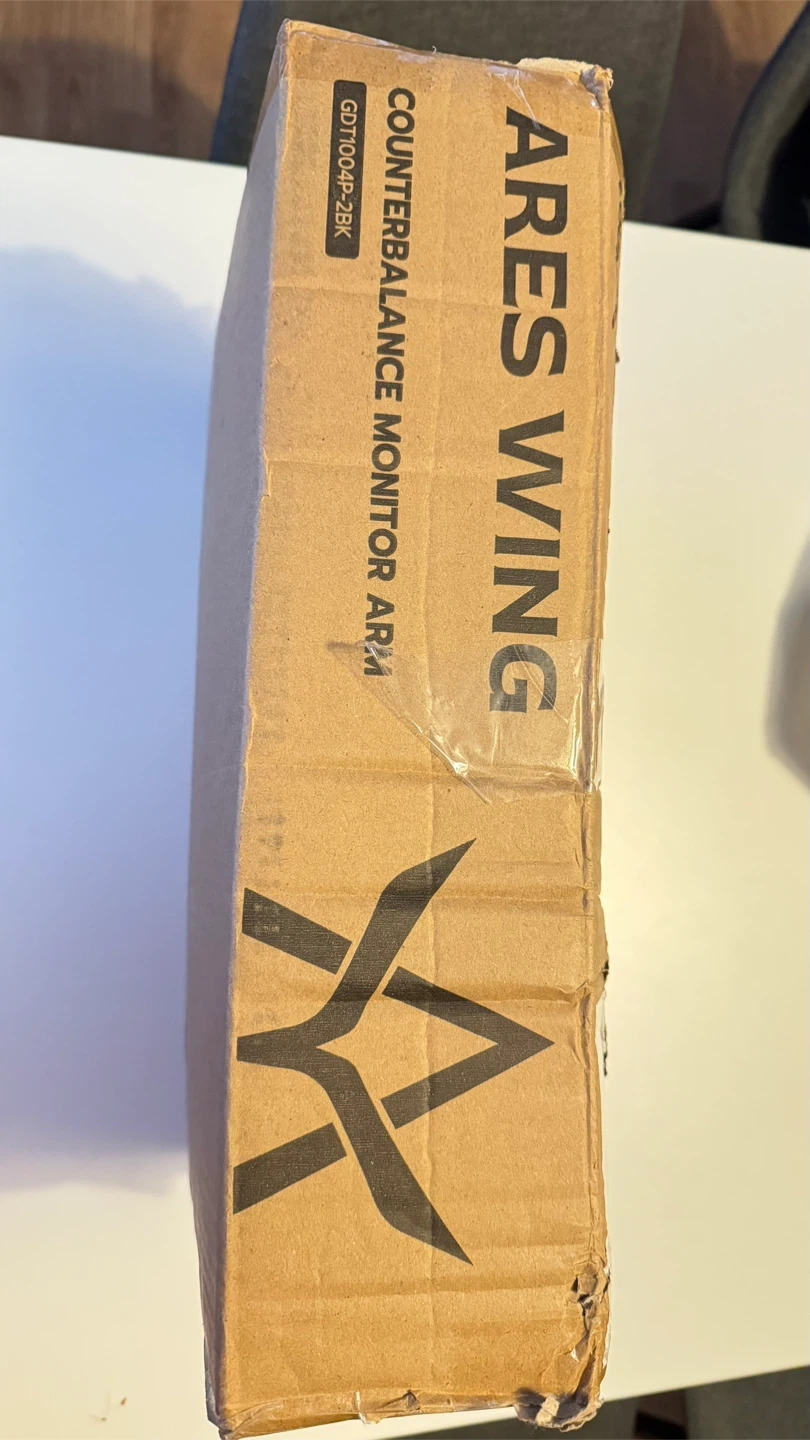 ARES WING
COUNTERBALANCE MONITOR ARM
GDT1004P-2BK